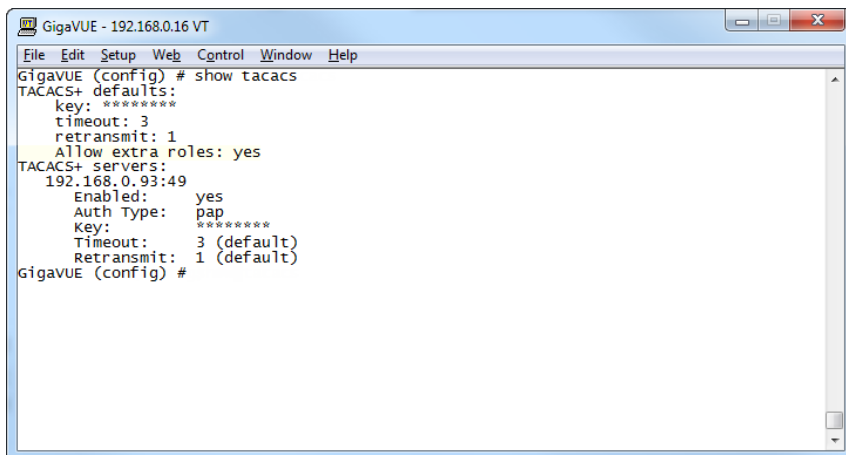 GigaVUE - 192.168.0.16 VT
File Edit Setup Web Control Window Help
GigaVUE (config) # show tacacs
TACACS+ defaults:
    key: ********
    timeout: 3
    retransmit: 1
    Allow extra roles: yes
TACACS+ servers:
   192.168.0.93:49
      Enabled:      yes
      Auth Type:    pap
      Key:          ********
      Timeout:      3 (default)
      Retransmit:   1 (default)
GigaVUE (config) #